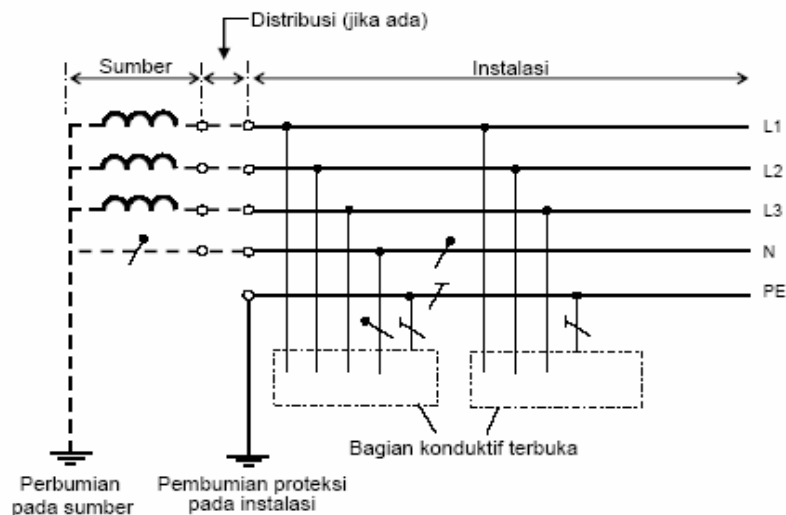 Distribusi (jika ada)
Sumber
Instalasi
L1
L2
L3
N
PE
Bagian konduktif terbuka
Perbumian
pada sumber
Pembumian proteksi
pada instalasi